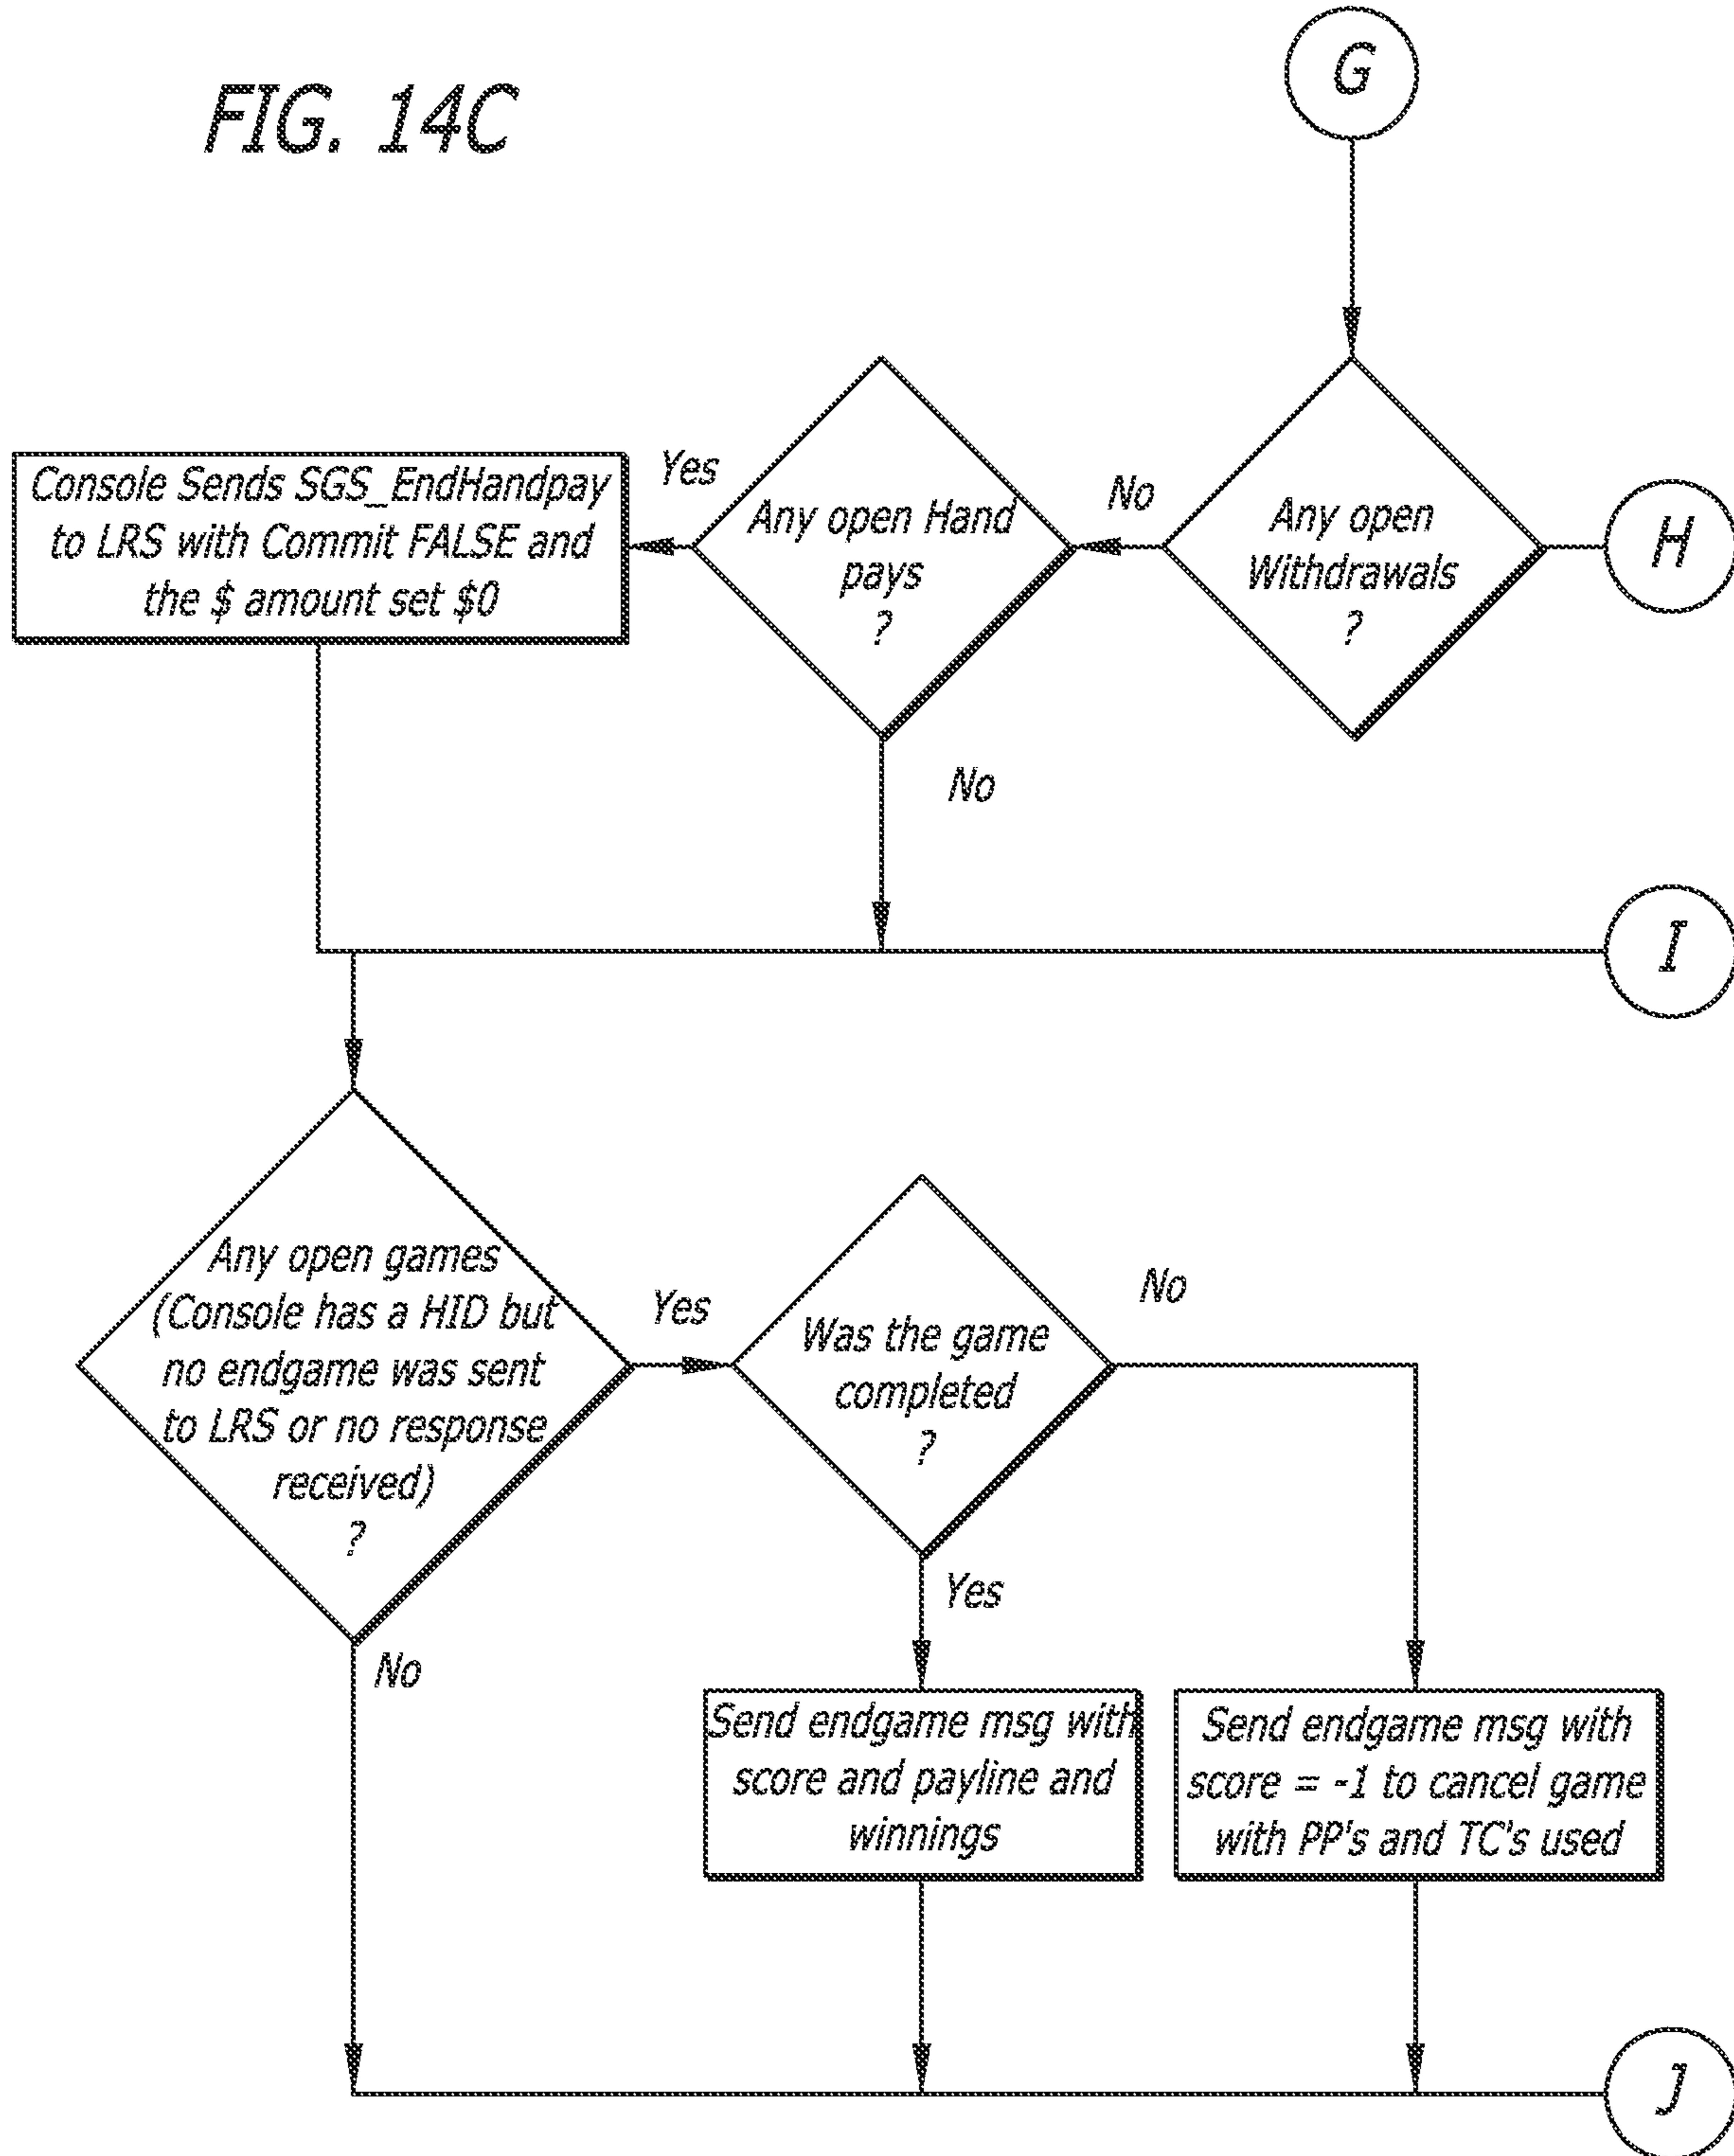 FIG. 14C
G
Console Sends SGS_EndHandpay
to LRS with Commit FALSE and
the $ amount set $0
Yes
Any open Hand
pays
?
No
Any open
Withdrawals
?
H
No
I
Any open games
(Console has a HID but
no endgame was sent
to LRS or no response
received)
?
Yes
Was the game
completed
?
No
Yes
No
Send endgame msg with
score and payline and
winnings
Send endgame msg with
score = -1 to cancel game
with PP's and TC's used
J